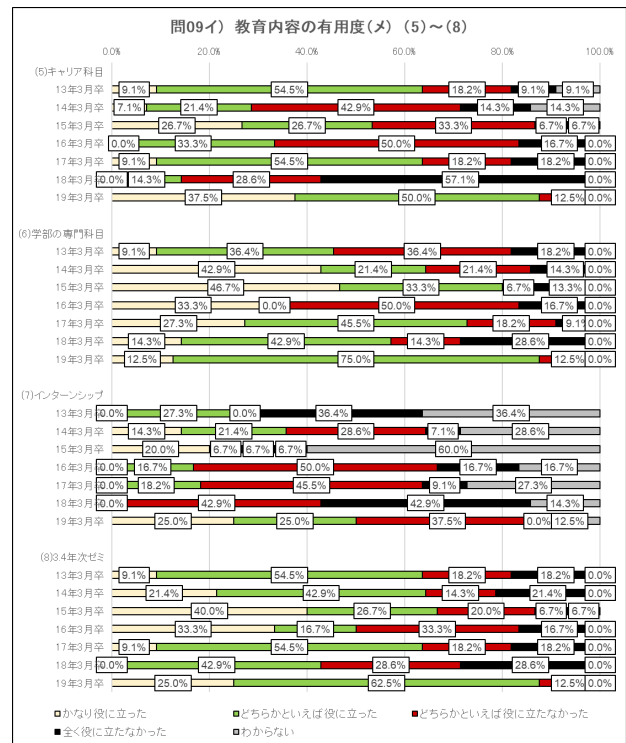 問09イ) 教育内容の有用度(メ) (5)～(8)
0.0% 20.0% 40.0% 60.0% 80.0% 100.0%
(5)キャリア科目
13年3月卒 9.1% 54.5% 18.2% 9.1% 9.1%
14年3月卒 7.1% 21.4% 42.9% 14.3% 14.3%
15年3月卒 26.7% 26.7% 33.3% 6.7% 6.7%
16年3月卒 0.0% 33.3% 50.0% 16.7% 0.0%
17年3月卒 9.1% 54.5% 18.2% 18.2% 0.0%
18年3月卒 0.0% 14.3% 28.6% 57.1% 0.0%
19年3月卒 37.5% 50.0% 12.5% 0.0%
(6)学部の専門科目
13年3月卒 9.1% 36.4% 36.4% 18.2% 0.0%
14年3月卒 42.9% 21.4% 21.4% 14.3% 0.0%
15年3月卒 46.7% 33.3% 6.7% 13.3%
16年3月卒 33.3% 0.0% 50.0% 16.7% 0.0%
17年3月卒 27.3% 45.5% 18.2% 9.1% 0.0%
18年3月卒 14.3% 42.9% 14.3% 28.6% 0.0%
19年3月卒 12.5% 75.0% 12.5% 0.0%
(7)インターンシップ
13年3月卒 0.0% 27.3% 0.0% 36.4% 36.4%
14年3月卒 14.3% 21.4% 28.6% 7.1% 28.6%
15年3月卒 20.0% 6.7% 6.7% 6.7% 60.0%
16年3月卒 0.0% 16.7% 50.0% 16.7% 16.7%
17年3月卒 0.0% 18.2% 45.5% 9.1% 27.3%
18年3月卒 0.0% 42.9% 42.9% 14.3%
19年3月卒 25.0% 25.0% 37.5% 0.0% 12.5%
(8)3.4年次ゼミ
13年3月卒 9.1% 54.5% 18.2% 18.2% 0.0%
14年3月卒 21.4% 42.9% 14.3% 21.4% 0.0%
15年3月卒 40.0% 26.7% 20.0% 6.7% 6.7%
16年3月卒 33.3% 16.7% 33.3% 16.7% 0.0%
17年3月卒 9.1% 54.5% 18.2% 18.2% 0.0%
18年3月卒 0.0% 42.9% 28.6% 28.6% 0.0%
19年3月卒 25.0% 62.5% 12.5% 0.0%
かなり役に立った どちらかといえば役に立った どちらかといえば役に立たなかった
全く役に立たなかった わからない